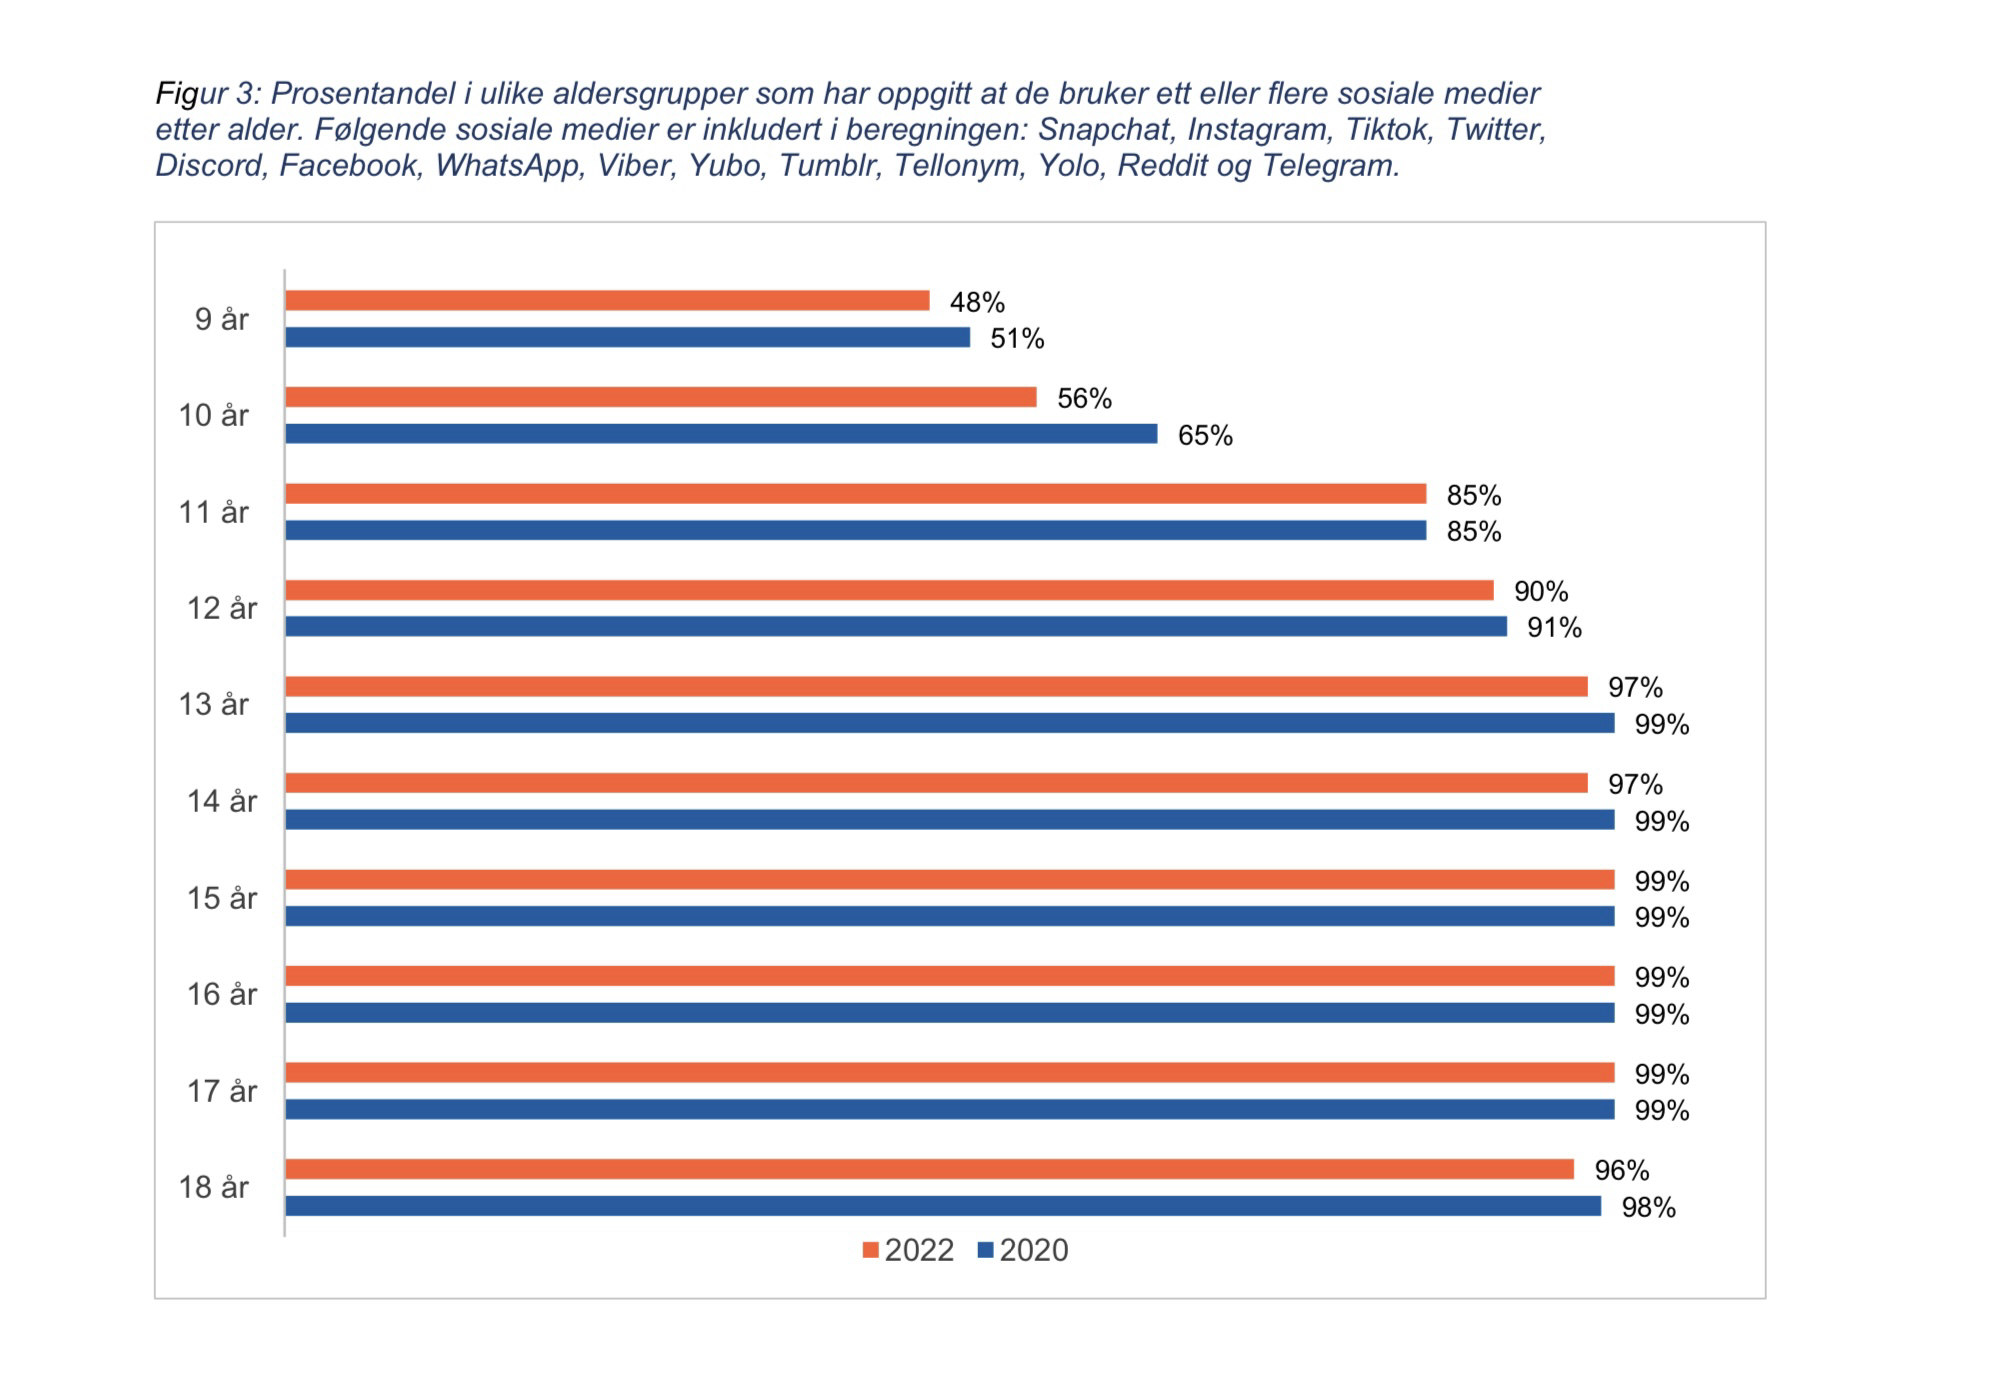 Figur 3: Prosentandel i ulike aldersgrupper som har oppgitt at de bruker ett eller flere sosiale medier
etter alder. Følgende sosiale medier er inkludert i beregningen: Snapchat, Instagram, Tiktok, Twitter,
Discord, Facebook, WhatsApp, Viber, Yubo, Tumblr, Tellonym, Yolo, Reddit og Telegram.
9 år
48%
51%
10 år
56%
65%
11 år
85%
85%
12 år
90%
91%
13 år
97%
99%
14 år
97%
99%
15 år
99%
99%
16 år
99%
99%
17 år
99%
99%
18 år
96%
98%
2022 2020